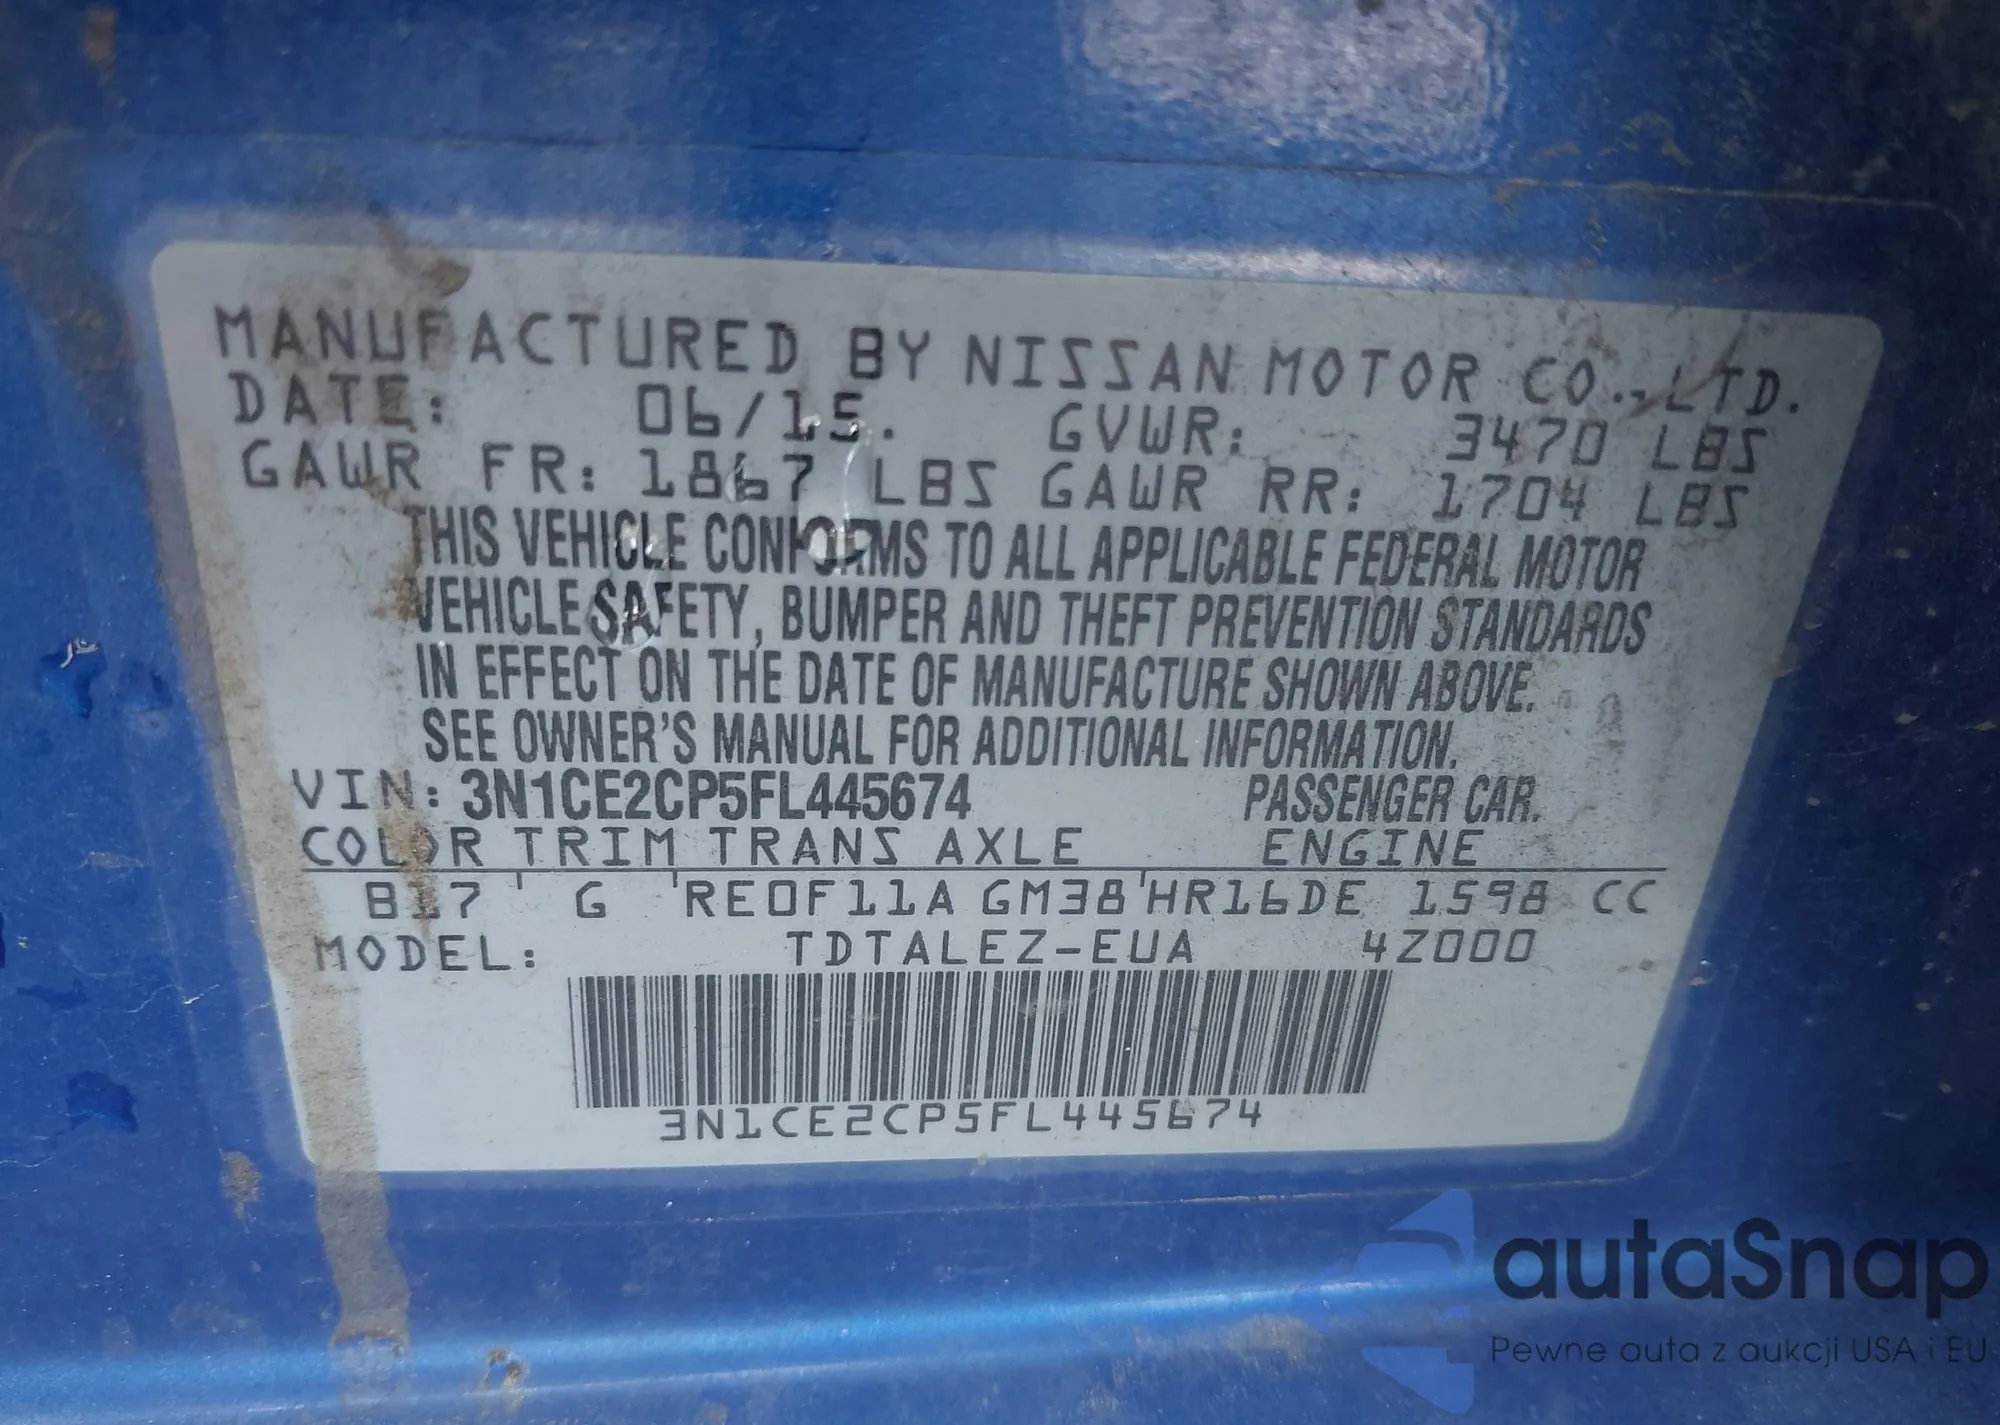 MANUFACTURED BY NISSAN MOTOR CO.,LTD.
DATE: 06/15. GVWR: 3470 LBS
GAWR FR: 1867 LBS GAWR RR: 1704 LBS
THIS VEHICLE CONFORMS TO ALL APPLICABLE FEDERAL MOTOR
VEHICLE SAFETY, BUMPER AND THEFT PREVENTION STANDARDS
IN EFFECT ON THE DATE OF MANUFACTURE SHOWN ABOVE.
SEE OWNER'S MANUAL FOR ADDITIONAL INFORMATION.
VIN: 3N1CE2CP5FL445674 PASSENGER CAR.
COLOR TRIM TRANS AXLE ENGINE
B17 ' G 'RE0F11A GM38'HR16DE 1598 CC
MODEL: TDTALEZ-EUA 4Z000
3N1CE2CP5FL445674
autaSnap
Pewne auta z aukcji USA i EU